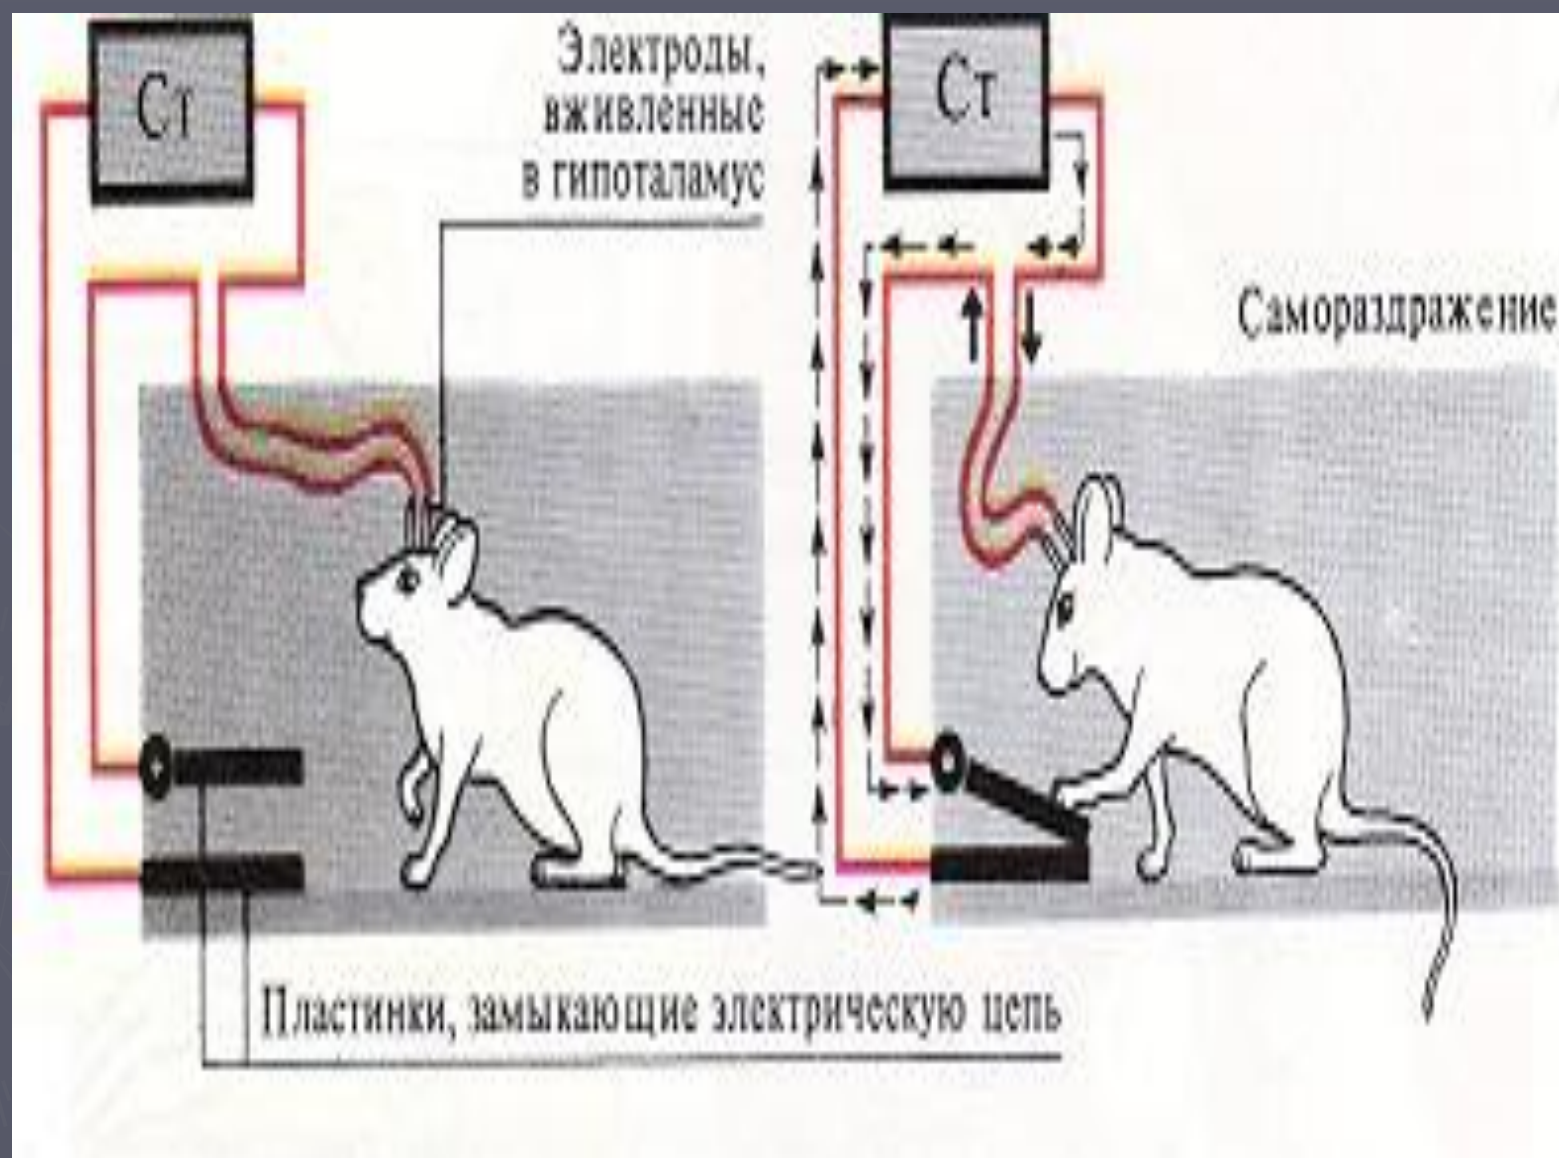 Ст
Электроды,
вживленные
в гипоталамус
Ст
Самораздражение
Пластинки, замыкающие электрическую цепь